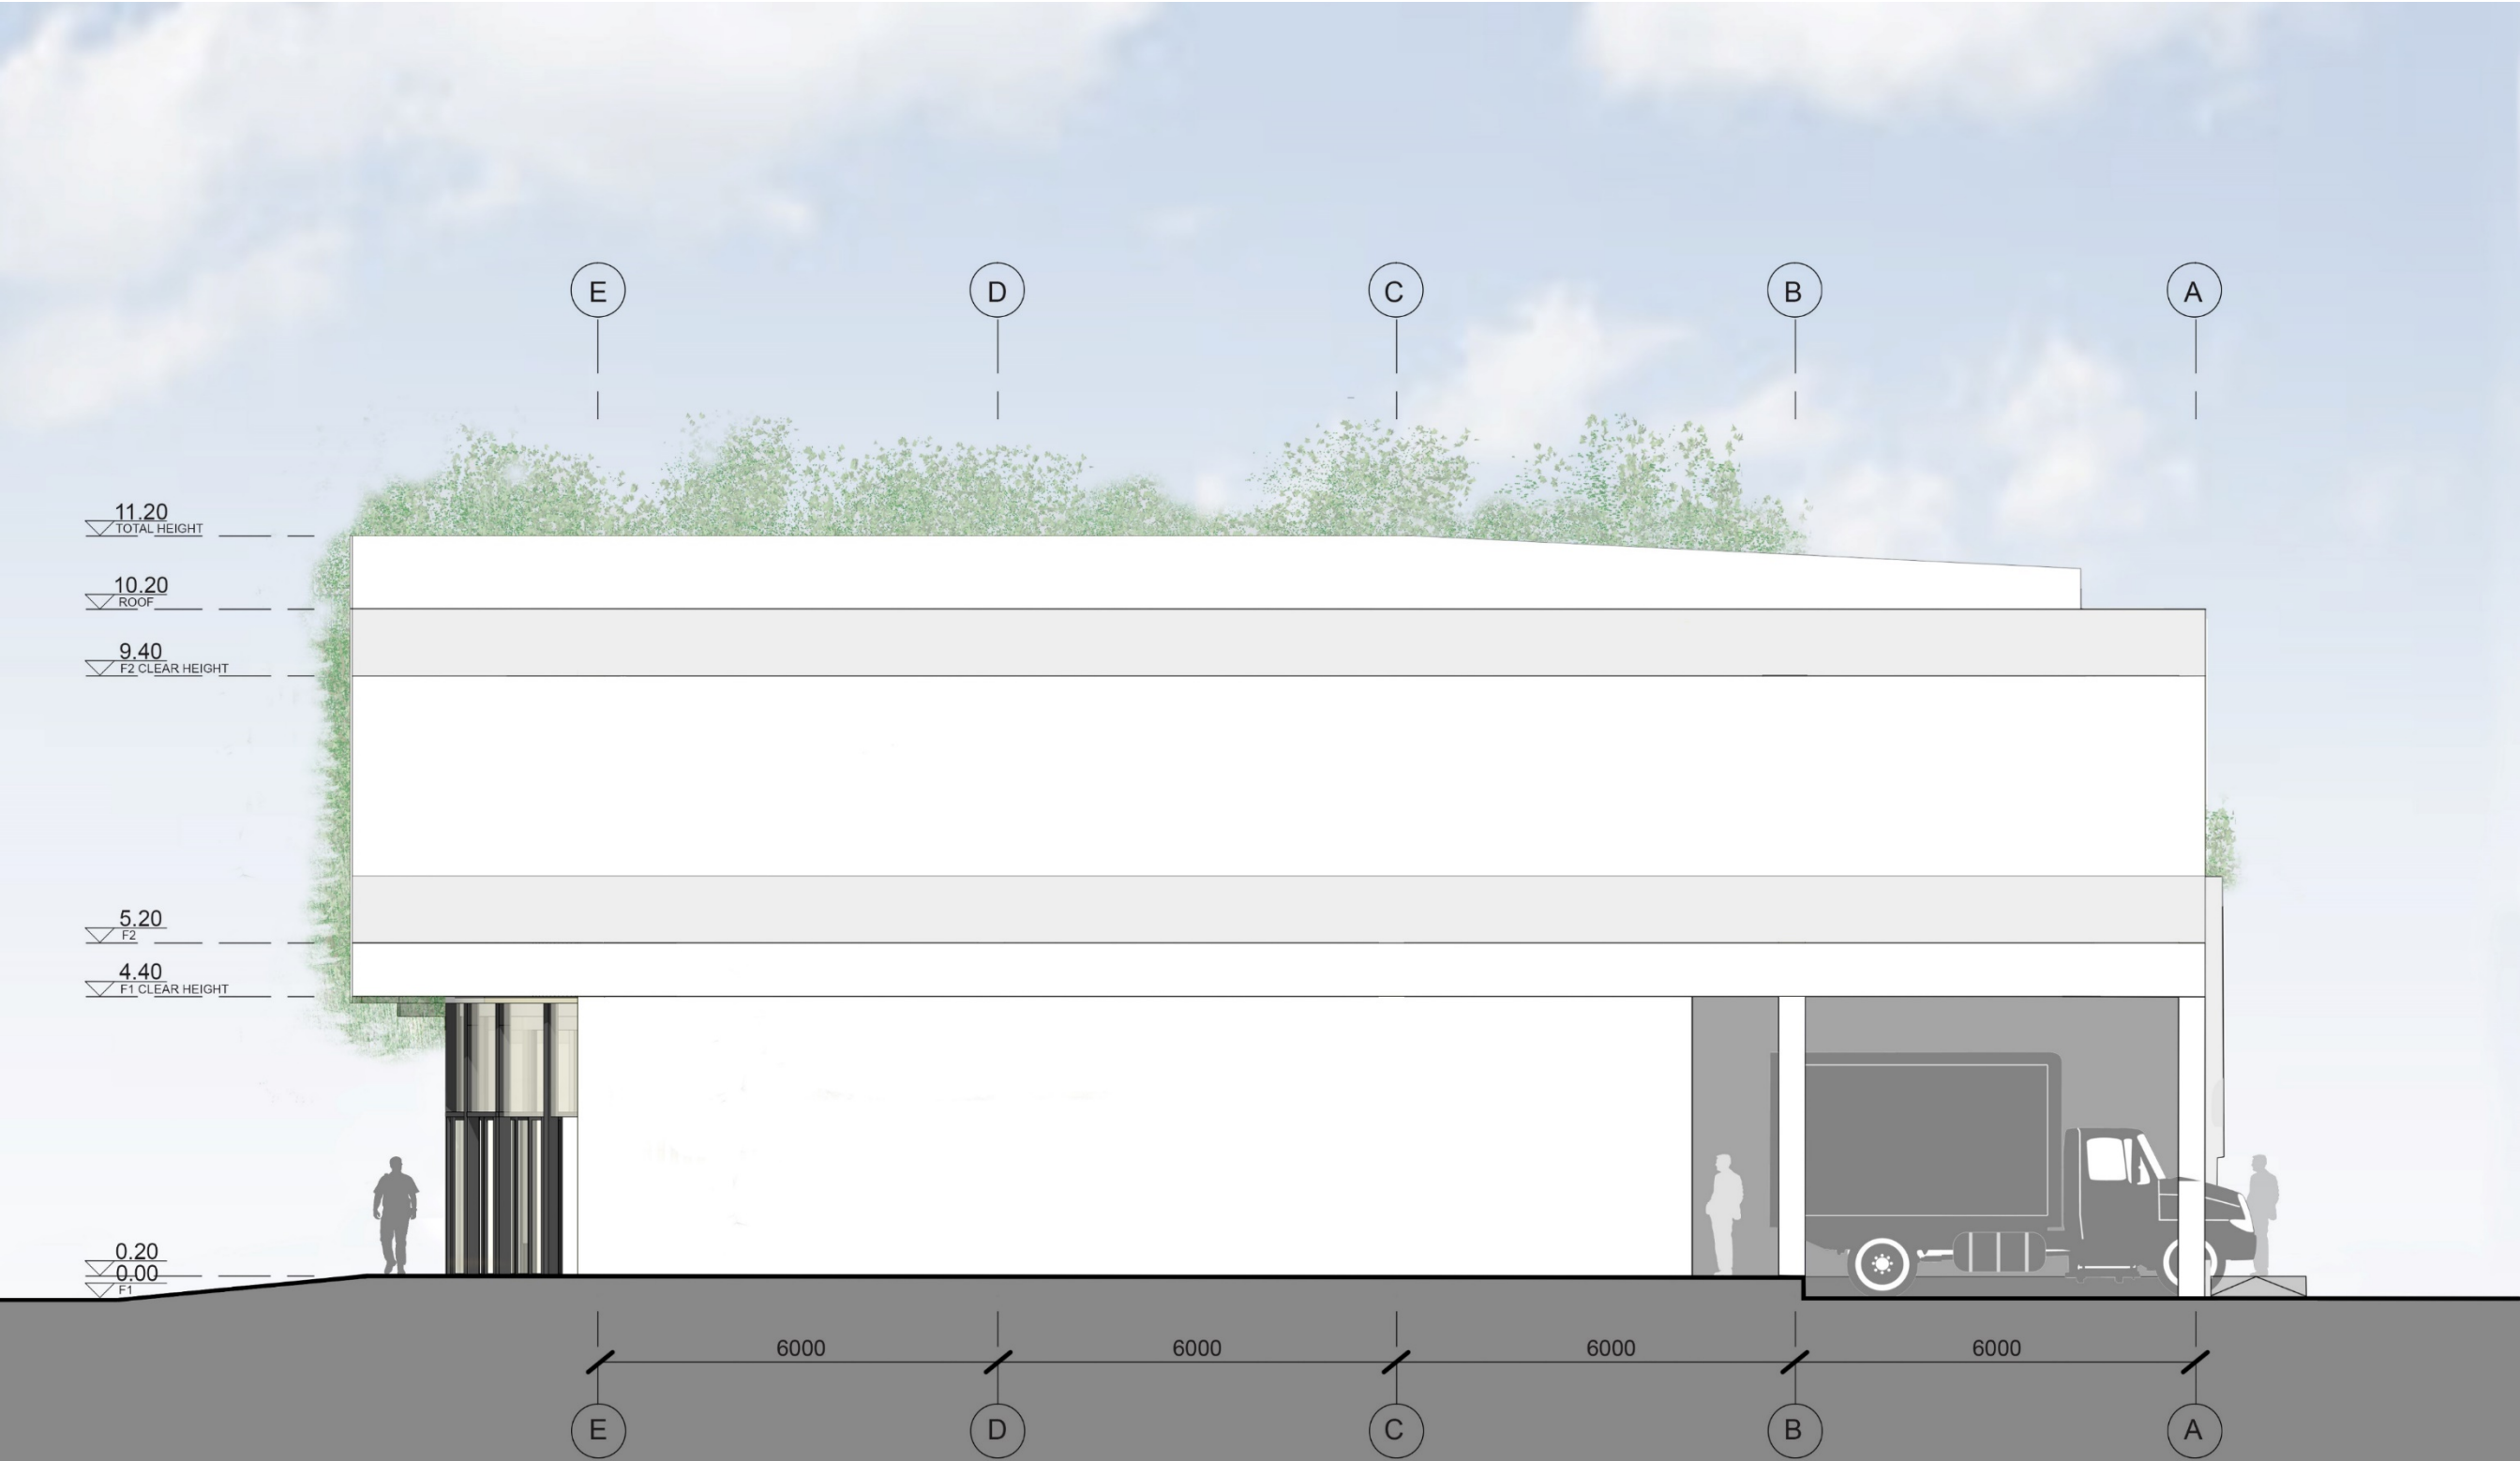 E D C B A
11.20
TOTAL HEIGHT
10.20
ROOF
9.40
F2 CLEAR HEIGHT
5.20
F2
4.40
F1 CLEAR HEIGHT
0.20
0.00
F1
6000 6000 6000 6000
E D C B A